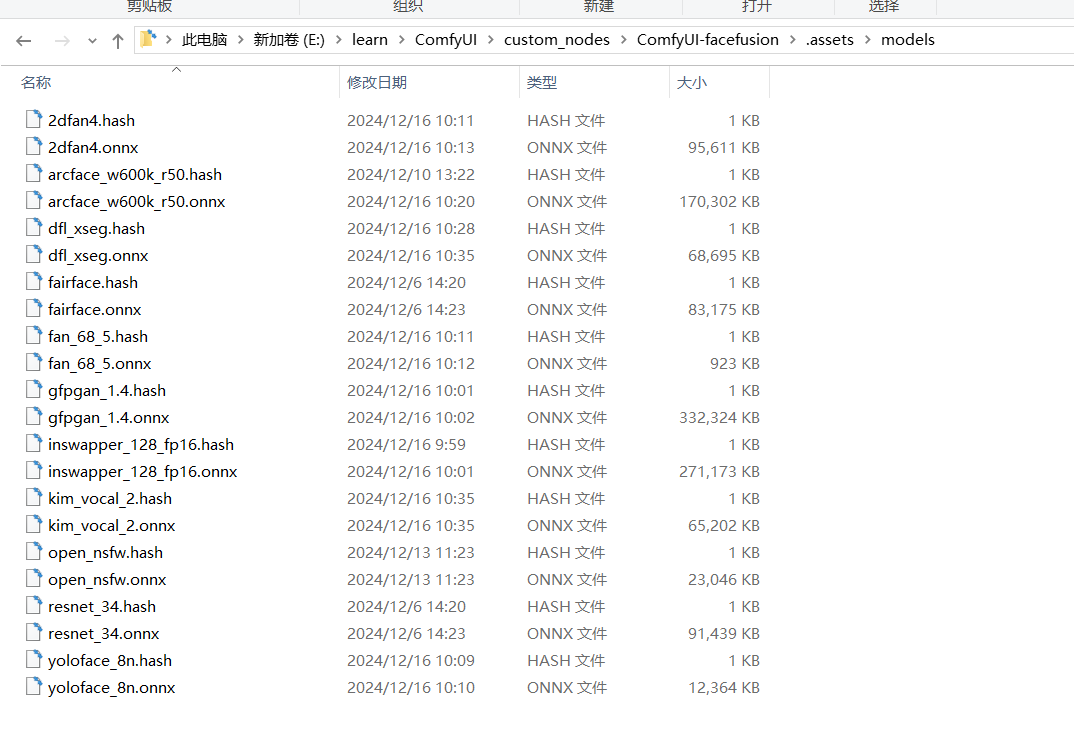 剪贴板 组织 新建 打开 选择
此电脑 新加卷 (E:) learn ComfyUI custom_nodes ComfyUI-facefusion .assets models
名称 修改日期 类型 大小
2dfan4.hash 2024/12/16 10:11 HASH 文件 1 KB
2dfan4.onnx 2024/12/16 10:13 ONNX 文件 95,611 KB
arcface_w600k_r50.hash 2024/12/10 13:22 HASH 文件 1 KB
arcface_w600k_r50.onnx 2024/12/16 10:20 ONNX 文件 170,302 KB
dfl_xseg.hash 2024/12/16 10:28 HASH 文件 1 KB
dfl_xseg.onnx 2024/12/16 10:35 ONNX 文件 68,695 KB
fairface.hash 2024/12/6 14:20 HASH 文件 1 KB
fairface.onnx 2024/12/6 14:23 ONNX 文件 83,175 KB
fan_68_5.hash 2024/12/16 10:11 HASH 文件 1 KB
fan_68_5.onnx 2024/12/16 10:12 ONNX 文件 923 KB
gfpgan_1.4.hash 2024/12/16 10:01 HASH 文件 1 KB
gfpgan_1.4.onnx 2024/12/16 10:02 ONNX 文件 332,324 KB
inswapper_128_fp16.hash 2024/12/16 9:59 HASH 文件 1 KB
inswapper_128_fp16.onnx 2024/12/16 10:01 ONNX 文件 271,173 KB
kim_vocal_2.hash 2024/12/16 10:35 HASH 文件 1 KB
kim_vocal_2.onnx 2024/12/16 10:35 ONNX 文件 65,202 KB
open_nsfw.hash 2024/12/13 11:23 HASH 文件 1 KB
open_nsfw.onnx 2024/12/13 11:23 ONNX 文件 23,046 KB
resnet_34.hash 2024/12/6 14:20 HASH 文件 1 KB
resnet_34.onnx 2024/12/6 14:23 ONNX 文件 91,439 KB
yoloface_8n.hash 2024/12/16 10:09 HASH 文件 1 KB
yoloface_8n.onnx 2024/12/16 10:10 ONNX 文件 12,364 KB